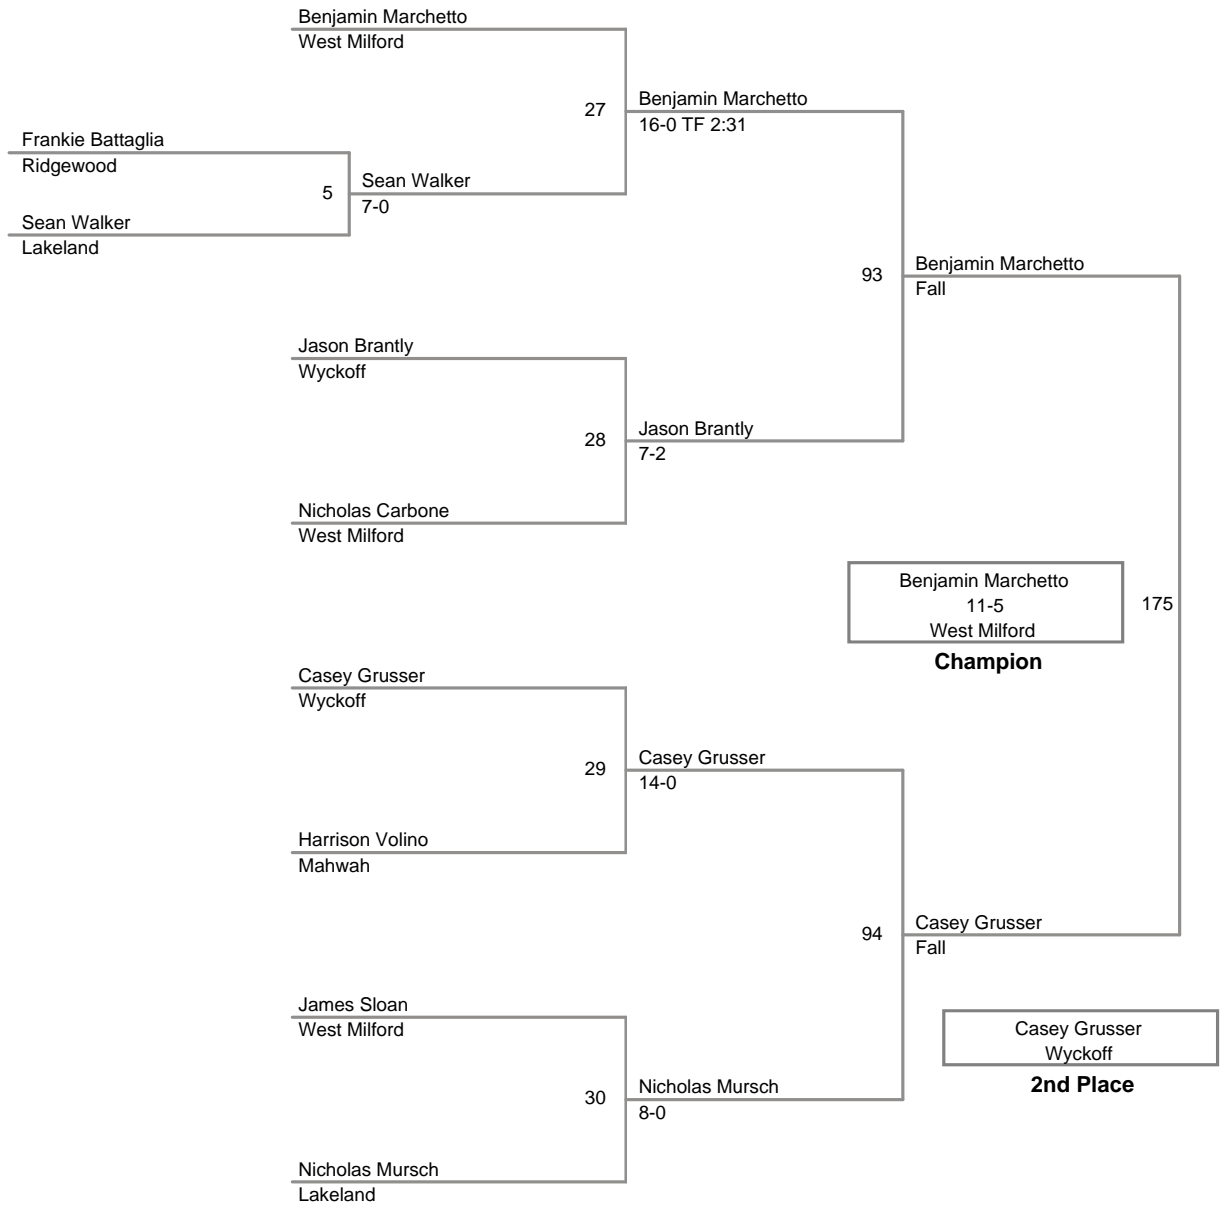 Benjamin Marchetto
West Milford
27
Benjamin Marchetto
16-0 TF 2:31
Frankie Battaglia
Ridgewood
5
Sean Walker
7-0
Sean Walker
Lakeland
93
Benjamin Marchetto
Fall
Jason Brantly
Wyckoff
28
Jason Brantly
7-2
Nicholas Carbone
West Milford
Benjamin Marchetto
11-5
West Milford
Champion
175
Casey Grusser
Wyckoff
29
Casey Grusser
14-0
Harrison Volino
Mahwah
94
Casey Grusser
Fall
James Sloan
West Milford
Casey Grusser
Wyckoff
2nd Place
30
Nicholas Mursch
8-0
Nicholas Mursch
Lakeland